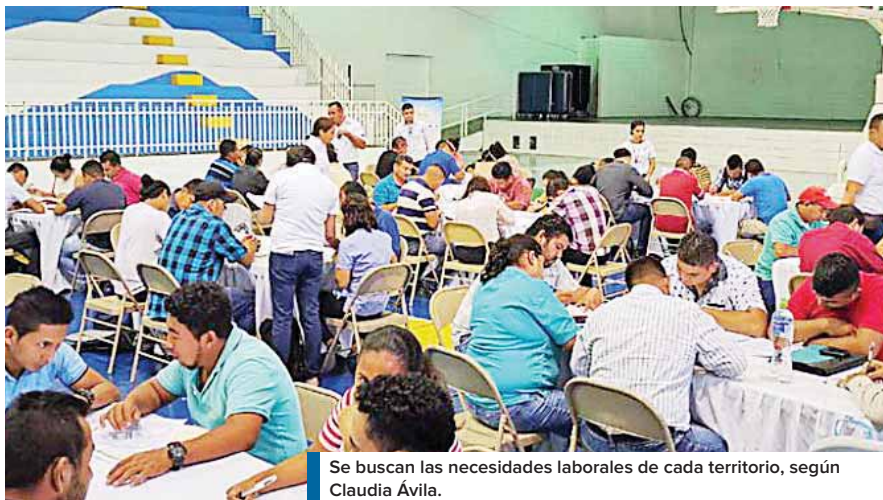 Se buscan las necesidades laborales de cada territorio, según
Claudia Ávila.